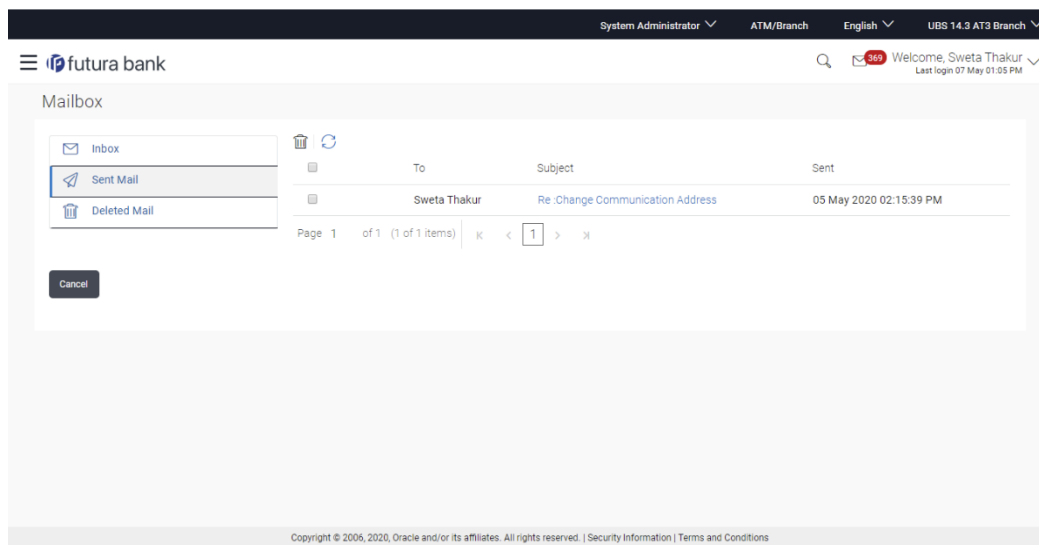 System Administrator ATM/Branch English UBS 14.3 AT3 Branch
futura bank 369 Welcome, Sweta Thakur
Last login 07 May 01:05 PM
Mailbox
Inbox
Sent Mail
Deleted Mail
To Subject Sent
Sweta Thakur Re :Change Communication Address 05 May 2020 02:15:39 PM
Page 1 of 1 (1 of 1 items) 1
Cancel
Copyright © 2006, 2020, Oracle and/or its affiliates. All rights reserved. | Security Information | Terms and Conditions